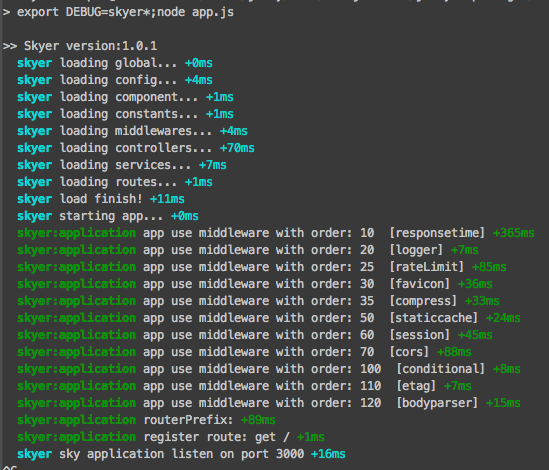 > export DEBUG=skyer*;node app.js
>> Skyer version:1.0.1
skyer loading global... +0ms
skyer loading config... +4ms
skyer loading component... +1ms
skyer loading constants... +1ms
skyer loading middlewares... +4ms
skyer loading controllers... +70ms
skyer loading services... +7ms
skyer loading routes... +1ms
skyer load finish! +11ms
skyer starting app... +0ms
skyer:application app use middleware with order: 10 [responsetime] +365ms
skyer:application app use middleware with order: 20 [logger] +7ms
skyer:application app use middleware with order: 25 [rateLimit] +85ms
skyer:application app use middleware with order: 30 [favicon] +36ms
skyer:application app use middleware with order: 35 [compress] +33ms
skyer:application app use middleware with order: 50 [staticcache] +24ms
skyer:application app use middleware with order: 60 [session] +45ms
skyer:application app use middleware with order: 70 [cors] +88ms
skyer:application app use middleware with order: 100 [conditional] +8ms
skyer:application app use middleware with order: 110 [etag] +7ms
skyer:application app use middleware with order: 120 [bodyparser] +15ms
skyer:application routerPrefix: +89ms
skyer:application register route: get / +1ms
skyer sky application listen on port 3000 +16ms